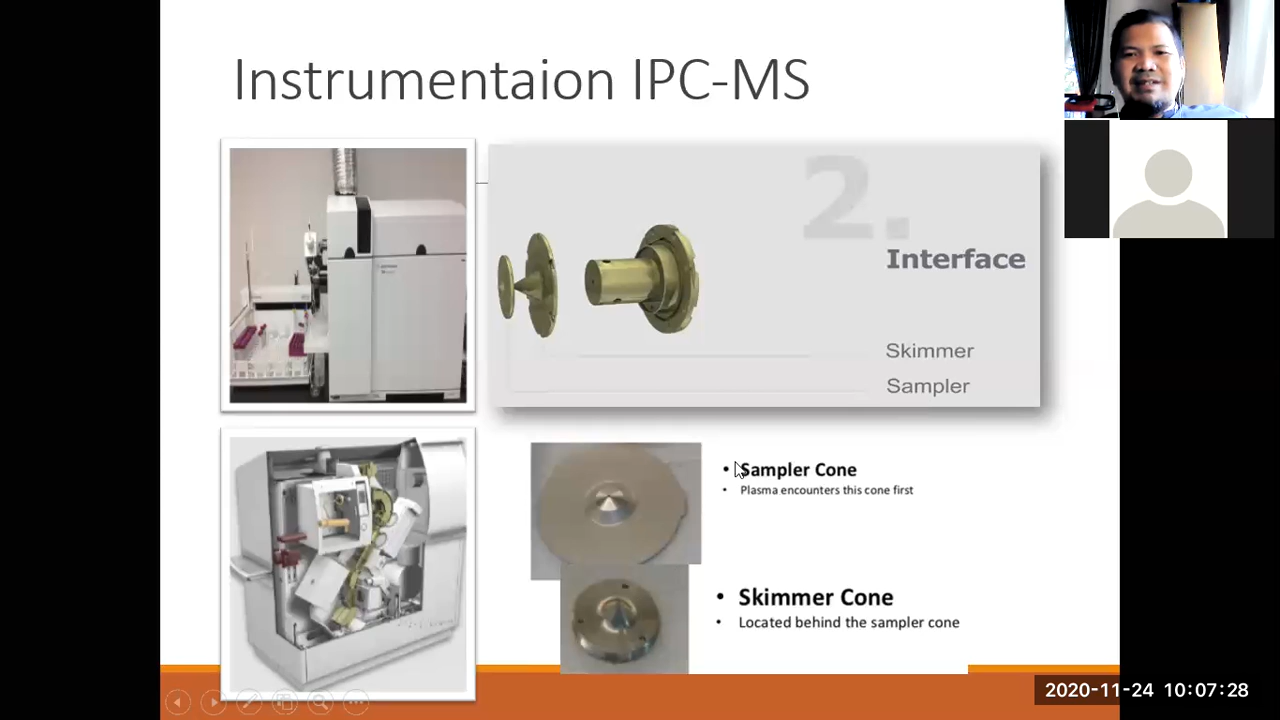 Instrumentaion IPC-MS
2.
Interface
Skimmer
Sampler
• Sampler Cone
• Plasma encounters this cone first
• Skimmer Cone
• Located behind the sampler cone
2020-11-24 10:07:28